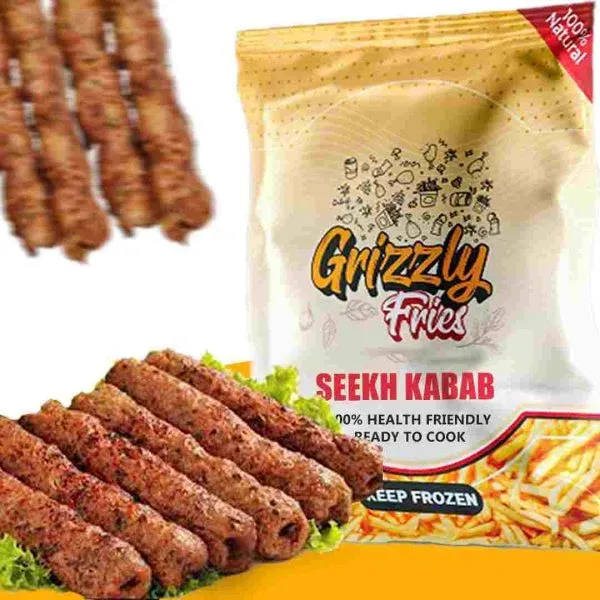 100%
Natural
Grizzly
Fries
SEEKH KABAB
00% HEALTH FRIENDLY
READY TO COOK
KEEP FROZEN